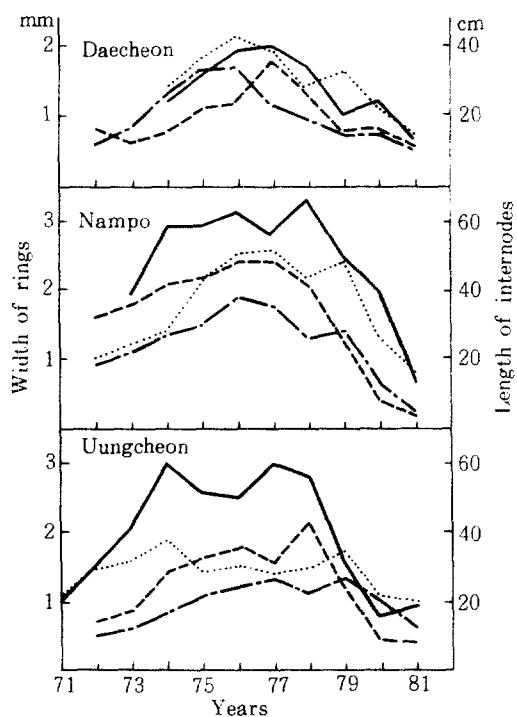 mm
cm
Daecheon
2
1
40
20
Nampo
3
2
1
60
40
20
Uungcheon
3
2
1
60
40
20
Width of rings
Length of internodes
71 73 75 77 79 81
Years